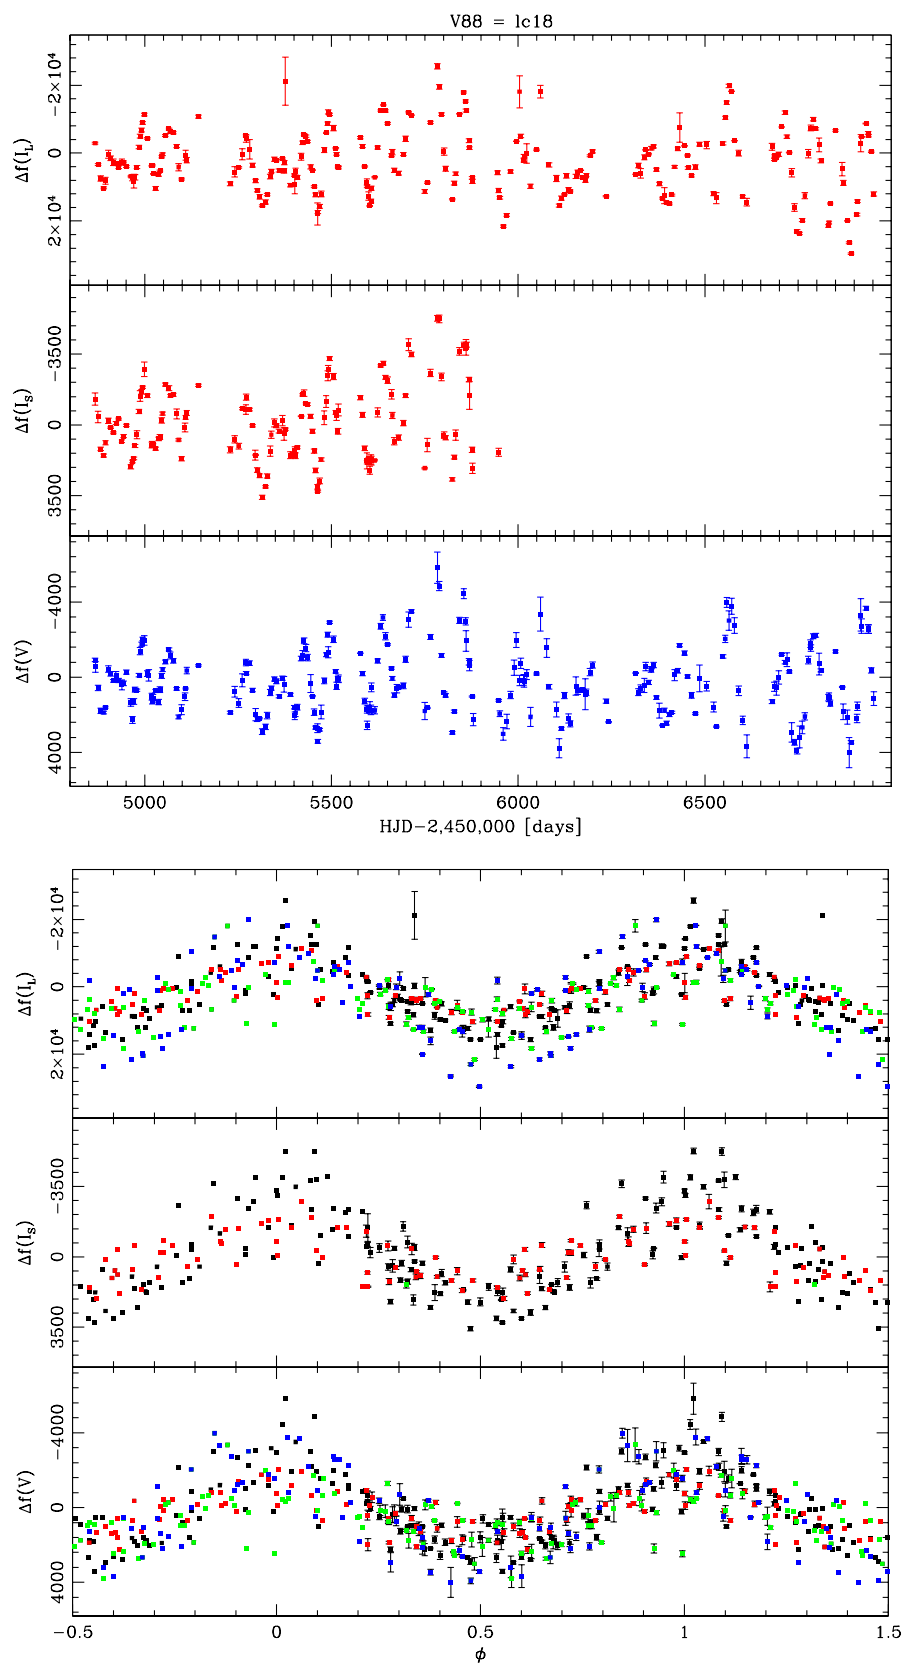 V88 = lc18
Δf(I_L)
−2×10⁴
0
2×10⁴
Δf(I_S)
−3500
0
3500
Δf(V)
−4000
0
4000
5000 5500 6000 6500
HJD−2,450,000 [days]
Δf(I_L)
−2×10⁴
0
2×10⁴
Δf(I_S)
−3500
0
3500
Δf(V)
−4000
0
4000
−0.5 0 0.5 1 1.5
ϕ